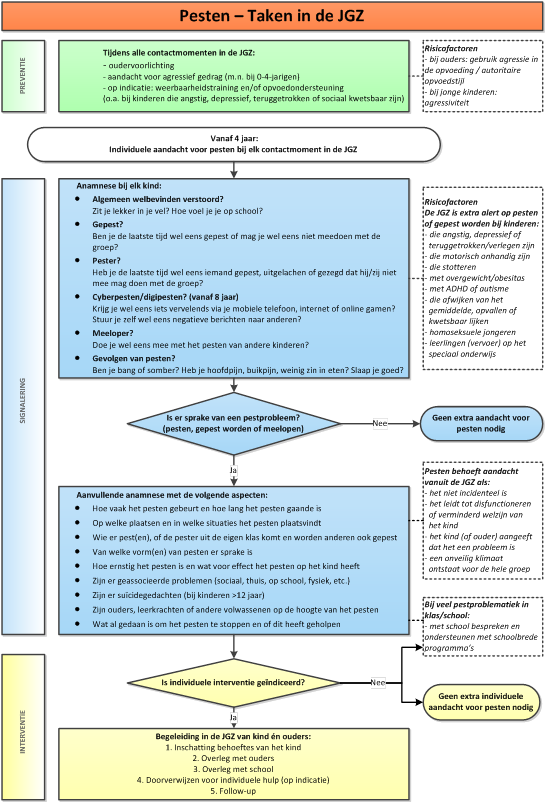 Pesten – Taken in de JGZ
PREVENTIE
Tijdens alle contactmomenten in de JGZ:
- oudervoorlichting
- aandacht voor agressief gedrag (m.n. bij 0-4-jarigen)
- op indicatie: weerbaarheidstraining en/of opvoedondersteuning
(o.a. bij kinderen die angstig, depressief, teruggetrokken of sociaal kwetsbaar zijn)
Risicofactoren
- bij ouders: gebruik agressie in
de opvoeding / autoritaire
opvoedstijl
- bij jonge kinderen:
agressiviteit
Vanaf 4 jaar:
Individuele aandacht voor pesten bij elk contactmoment in de JGZ
SIGNALERING
Anamnese bij elk kind:
• Algemeen welbevinden verstoord?
Zit je lekker in je vel? Hoe voel je je op school?
• Gepest?
Ben je de laatste tijd wel eens gepest of mag je wel eens niet meedoen met de
groep?
• Pester?
Heb je de laatste tijd wel eens iemand gepest, uitgelachen of gezegd dat hij/zij niet
mee mag doen met de groep?
• Cyberpesten/digipesten? (vanaf 8 jaar)
Krijg je wel eens iets vervelends via je mobiele telefoon, internet of online games?
Stuur je zelf wel eens negatieve berichten naar anderen?
• Meeloper?
Doe je wel eens mee met het pesten van andere kinderen?
• Gevolgen van pesten?
Ben je bang of somber? Heb je hoofdpijn, buikpijn, weinig zin in eten? Slaap je goed?
Risicofactoren
De JGZ is extra alert op pesten
of gepest worden bij kinderen:
- die angstig, depressief of
teruggetrokken/verlegen zijn
- die motorisch onhandig zijn
- die stotteren
- met overgewicht/obesitas
- met ADHD of autisme
- die afwijken van het
gemiddelde, opvallen of
kwetsbaar lijken
- homoseksuele jongeren
- leerlingen (vervoer) op het
speciaal onderwijs
Is er sprake van een pestprobleem?
(pesten, gepest worden of meelopen)
Nee
Geen extra aandacht voor
pesten nodig
Ja
Aanvullende anamnese met de volgende aspecten:
• Hoe vaak het pesten gebeurt en hoe lang het pesten gaande is
• Op welke plaatsen en in welke situaties het pesten plaatsvindt
• Wie er pest(en), of de pester uit de eigen klas komt en worden anderen ook gepest
• Van welke vorm(en) van pesten er sprake is
• Hoe ernstig het pesten is en wat voor effect het pesten op het kind heeft
• Zijn er geassocieerde problemen (sociaal, thuis, op school, fysiek, etc.)
• Zijn er suïcidegedachten (bij kinderen >12 jaar)
• Zijn ouders, leerkrachten of andere volwassenen op de hoogte van het pesten
• Wat al gedaan is om het pesten te stoppen en of dit heeft geholpen
Pesten behoeft aandacht
vanuit de JGZ als:
- het niet incidenteel is
- het leidt tot disfunctioneren
of verminderd welzijn van
het kind
- het kind (of ouder) aangeeft
dat het een probleem is
- een onveilig klimaat
ontstaat voor de hele groep
Bij veel pestproblematiek in
klas/school:
- met school bespreken en
ondersteunen met schoolbrede
programma's
INTERVENTIE
Is individuele interventie geïndiceerd?
Nee
Geen extra individuele
aandacht voor pesten nodig
Ja
Begeleiding in de JGZ van kind én ouders:
1. Inschatting behoeftes van het kind
2. Overleg met ouders
3. Overleg met school
4. Doorverwijzen voor individuele hulp (op indicatie)
5. Follow-up